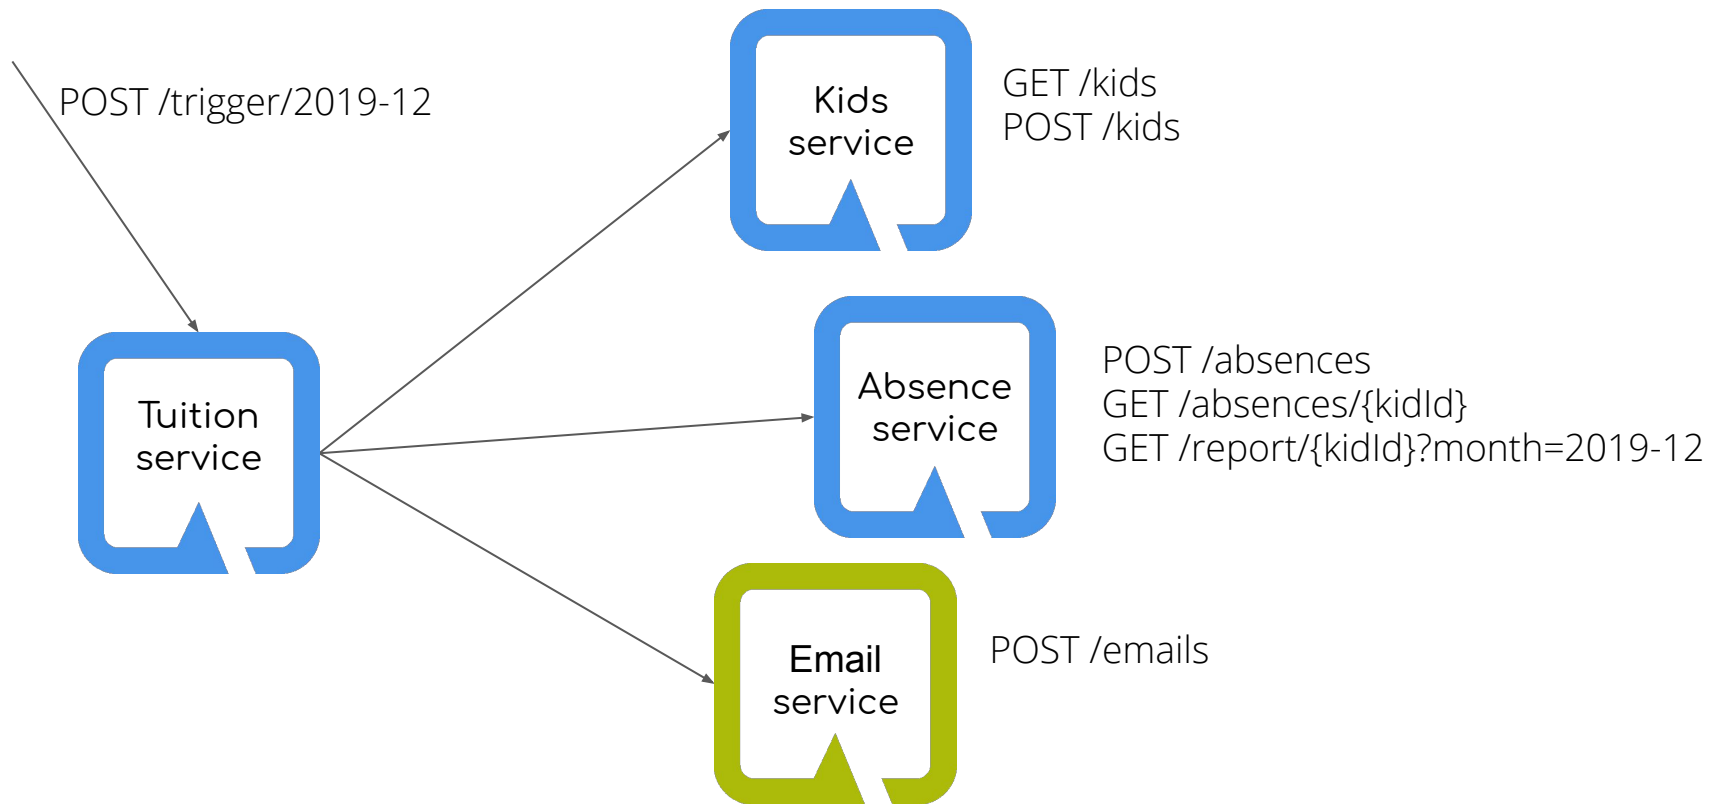 POST /trigger/2019-12
Kids
service
GET /kids
POST /kids
Tuition
service
Absence
service
POST /absences
GET /absences/{kidId}
GET /report/{kidId}?month=2019-12
Email
service
POST /emails